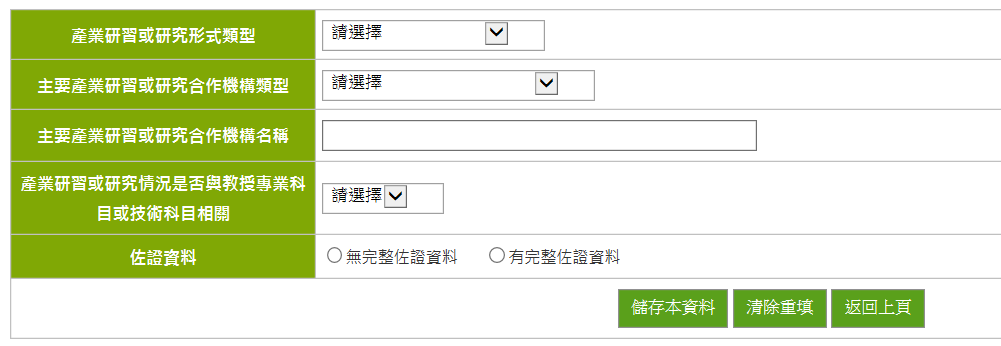 產業研習或研究形式類型
請選擇
主要產業研習或研究合作機構類型
請選擇
主要產業研習或研究合作機構名稱
產業研習或研究情況是否與教授專業科
目或技術科目相關
請選擇
佐證資料
無完整佐證資料 有完整佐證資料
儲存本資料 清除重填 返回上頁